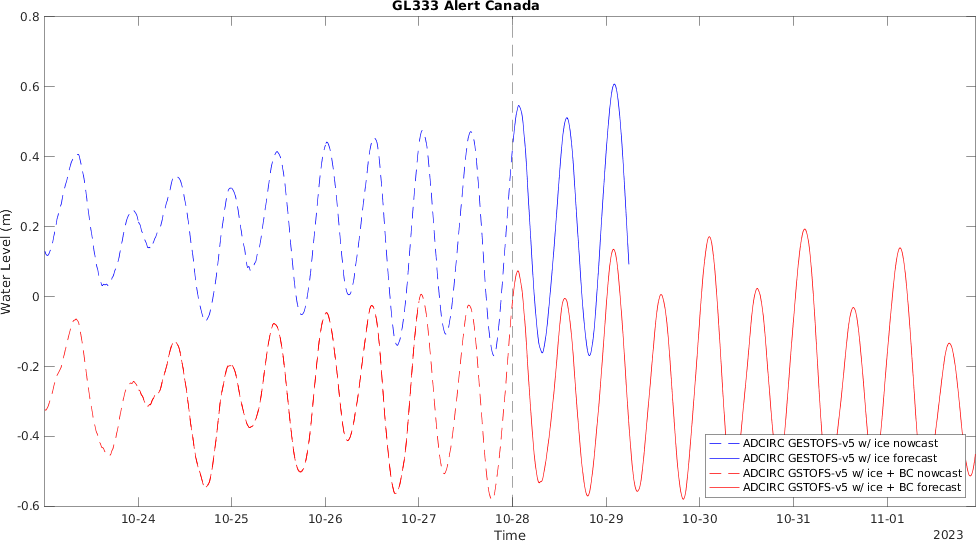 GL333 Alert Canada
0.8
0.6
0.4
0.2
0
-0.2
-0.4
-0.6
Water Level (m)
ADCIRC GESTOFS-v5 w/ ice nowcast
ADCIRC GESTOFS-v5 w/ ice forecast
ADCIRC GSTOFS-v5 w/ ice + BC nowcast
ADCIRC GSTOFS-v5 w/ ice + BC forecast
10-24 10-25 10-26 10-27 10-28 10-29 10-30 10-31 11-01
Time
2023